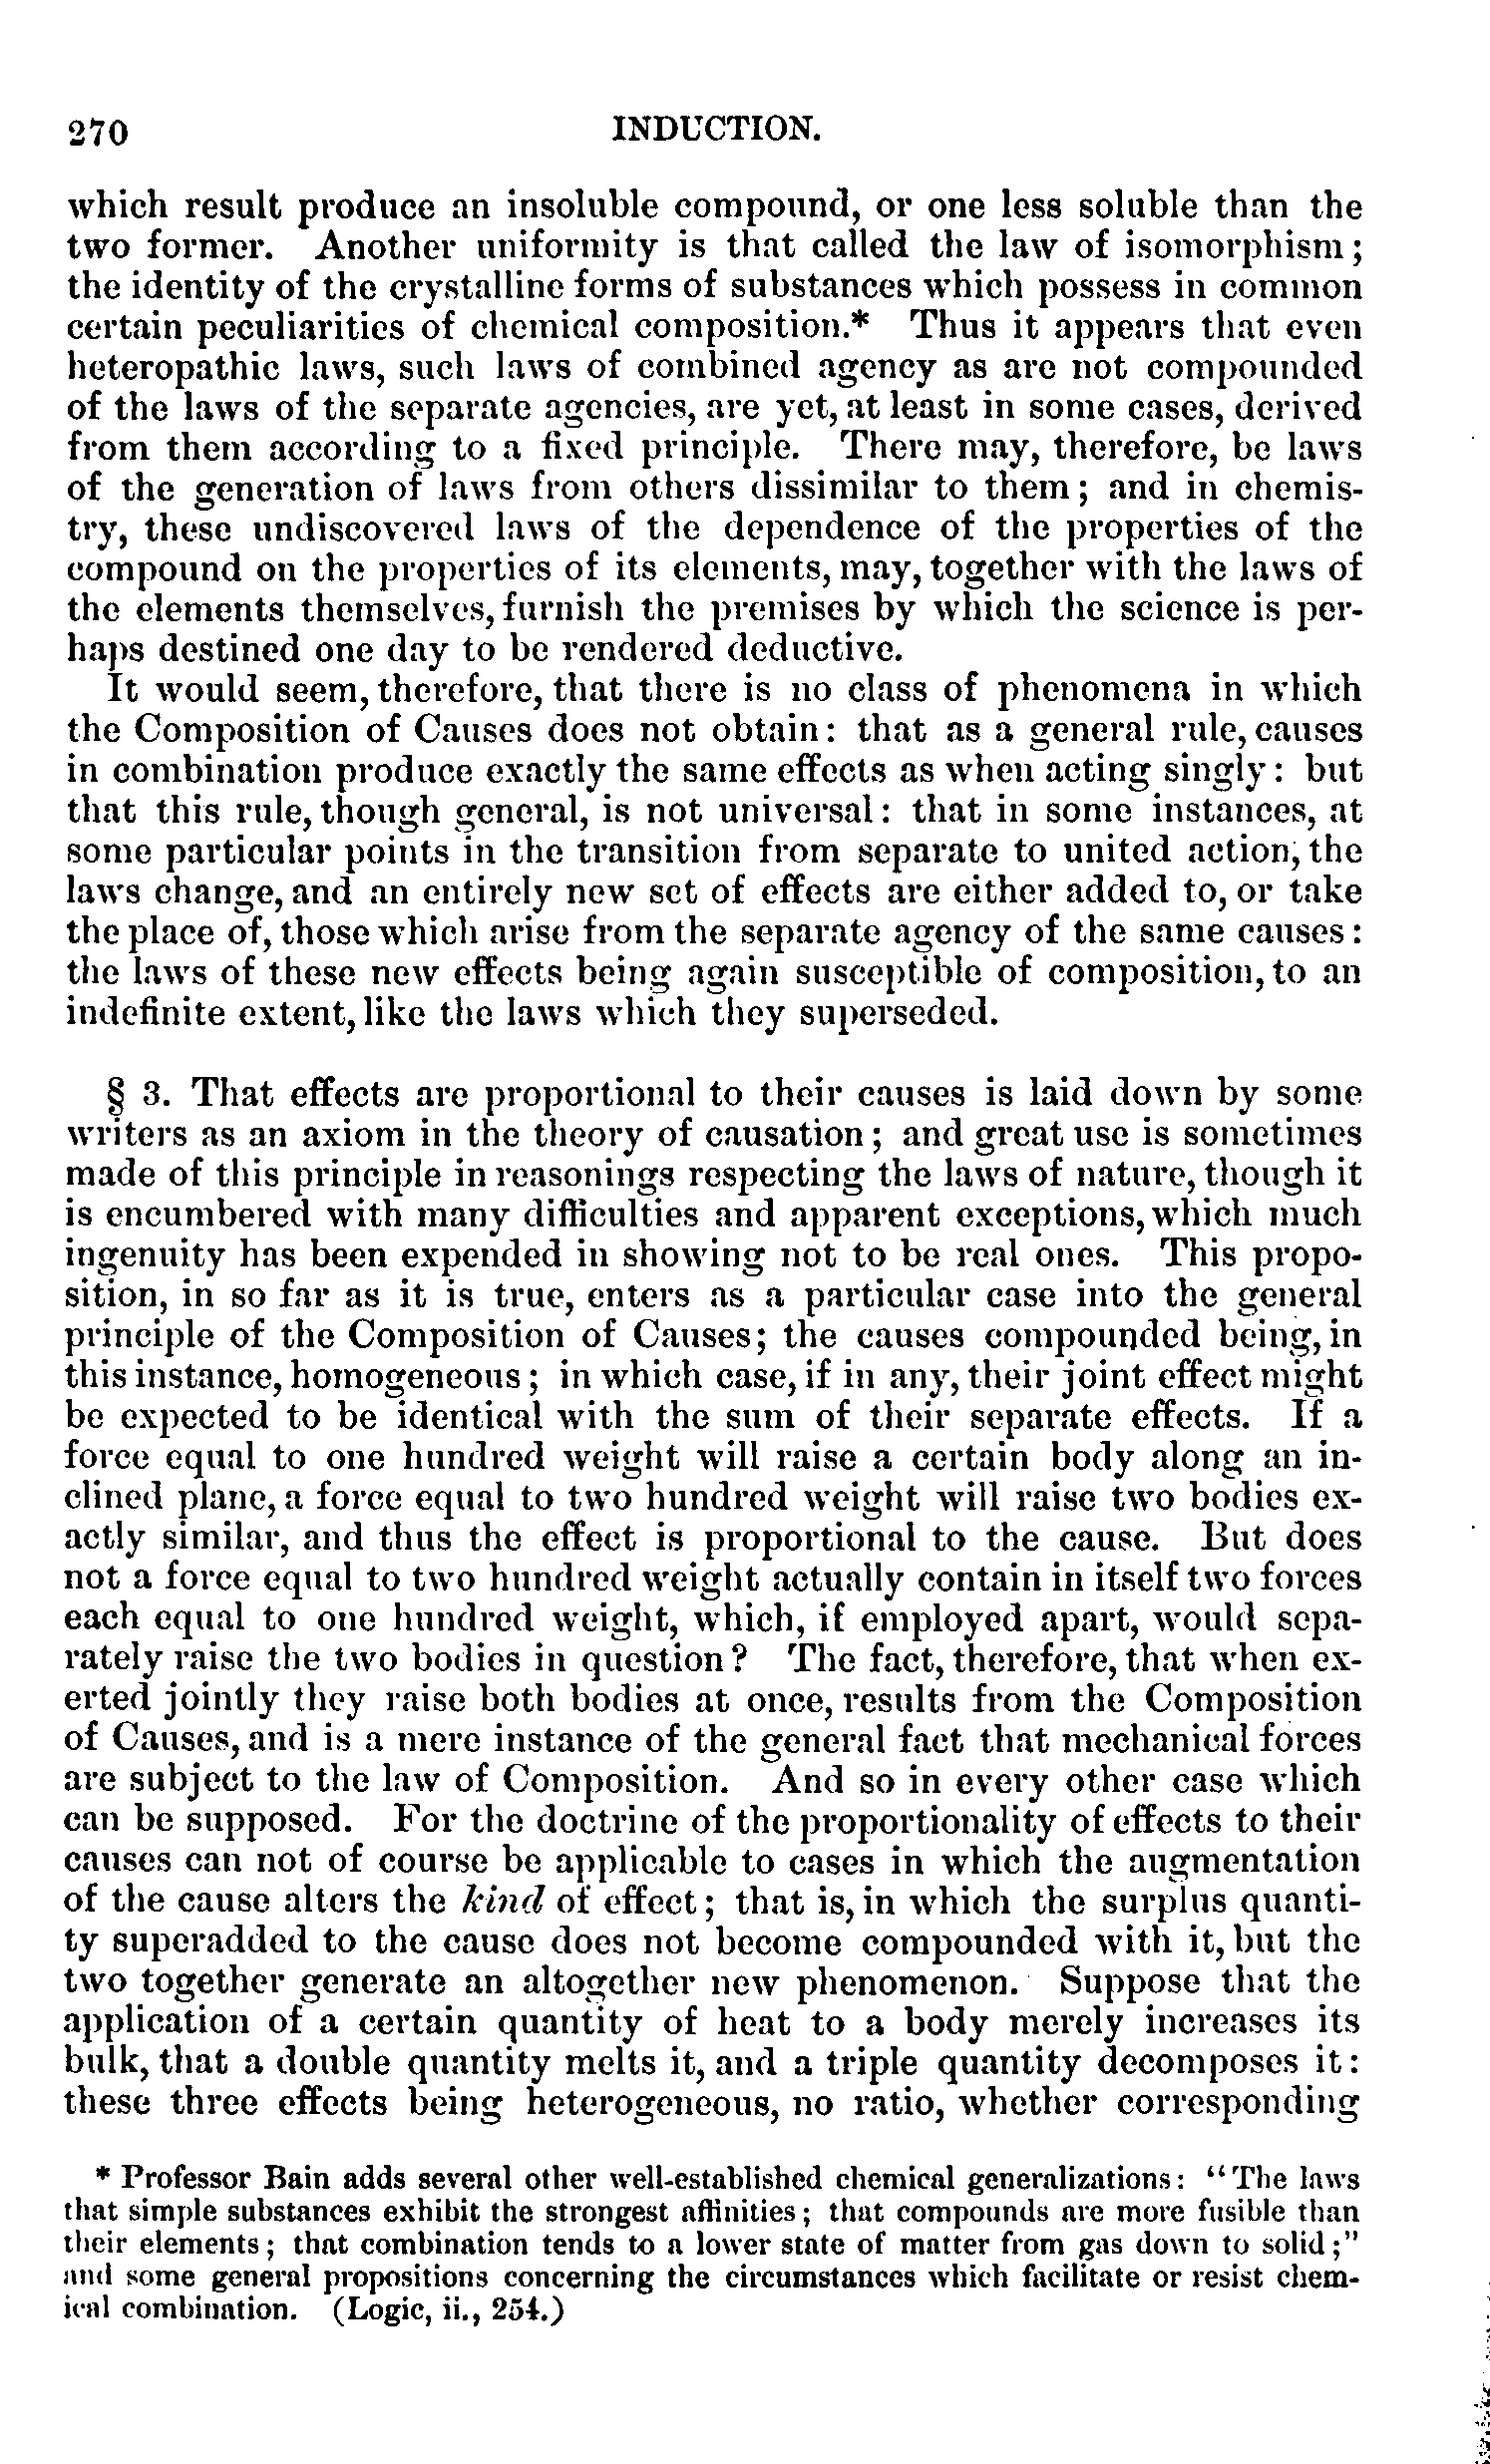 270 INDUCTION.
which result produce an insoluble compound, or one less soluble than the
two former. Another uniformity is that called the law of isomorphism;
the identity of the crystalline forms of substances which possess in common
certain peculiarities of chemical composition.* Thus it appears that even
heteropathic laws, such laws of combined agency as are not compounded
of the laws of the separate agencies, are yet, at least in some cases, derived
from them according to a fixed principle. There may, therefore, be laws
of the generation of laws from others dissimilar to them; and in chemis-
try, these undiscovered laws of the dependence of the properties of the
compound on the properties of its elements, may, together with the laws of
the elements themselves, furnish the premises by which the science is per-
haps destined one day to be rendered deductive.
It would seem, therefore, that there is no class of phenomena in which
the Composition of Causes does not obtain: that as a general rule, causes
in combination produce exactly the same effects as when acting singly: but
that this rule, though general, is not universal: that in some instances, at
some particular points in the transition from separate to united action, the
laws change, and an entirely new set of effects are either added to, or take
the place of, those which arise from the separate agency of the same causes:
the laws of these new effects being again susceptible of composition, to an
indefinite extent, like the laws which they superseded.
§ 3. That effects are proportional to their causes is laid down by some
writers as an axiom in the theory of causation; and great use is sometimes
made of this principle in reasonings respecting the laws of nature, though it
is encumbered with many difficulties and apparent exceptions, which much
ingenuity has been expended in showing not to be real ones. This propo-
sition, in so far as it is true, enters as a particular case into the general
principle of the Composition of Causes; the causes compounded being, in
this instance, homogeneous; in which case, if in any, their joint effect might
be expected to be identical with the sum of their separate effects. If a
force equal to one hundred weight will raise a certain body along an in-
clined plane, a force equal to two hundred weight will raise two bodies ex-
actly similar, and thus the effect is proportional to the cause. But does
not a force equal to two hundred weight actually contain in itself two forces
each equal to one hundred weight, which, if employed apart, would sepa-
rately raise the two bodies in question? The fact, therefore, that when ex-
erted jointly they raise both bodies at once, results from the Composition
of Causes, and is a mere instance of the general fact that mechanical forces
are subject to the law of Composition. And so in every other case which
can be supposed. For the doctrine of the proportionality of effects to their
causes can not of course be applicable to cases in which the augmentation
of the cause alters the kind of effect; that is, in which the surplus quanti-
ty superadded to the cause does not become compounded with it, but the
two together generate an altogether new phenomenon. Suppose that the
application of a certain quantity of heat to a body merely increases its
bulk, that a double quantity melts it, and a triple quantity decomposes it:
these three effects being heterogeneous, no ratio, whether corresponding
* Professor Bain adds several other well-established chemical generalizations: "The laws
that simple substances exhibit the strongest affinities; that compounds are more fusible than
their elements; that combination tends to a lower state of matter from gas down to solid;"
and some general propositions concerning the circumstances which facilitate or resist chem-
ical combination. (Logic, ii., 254.)